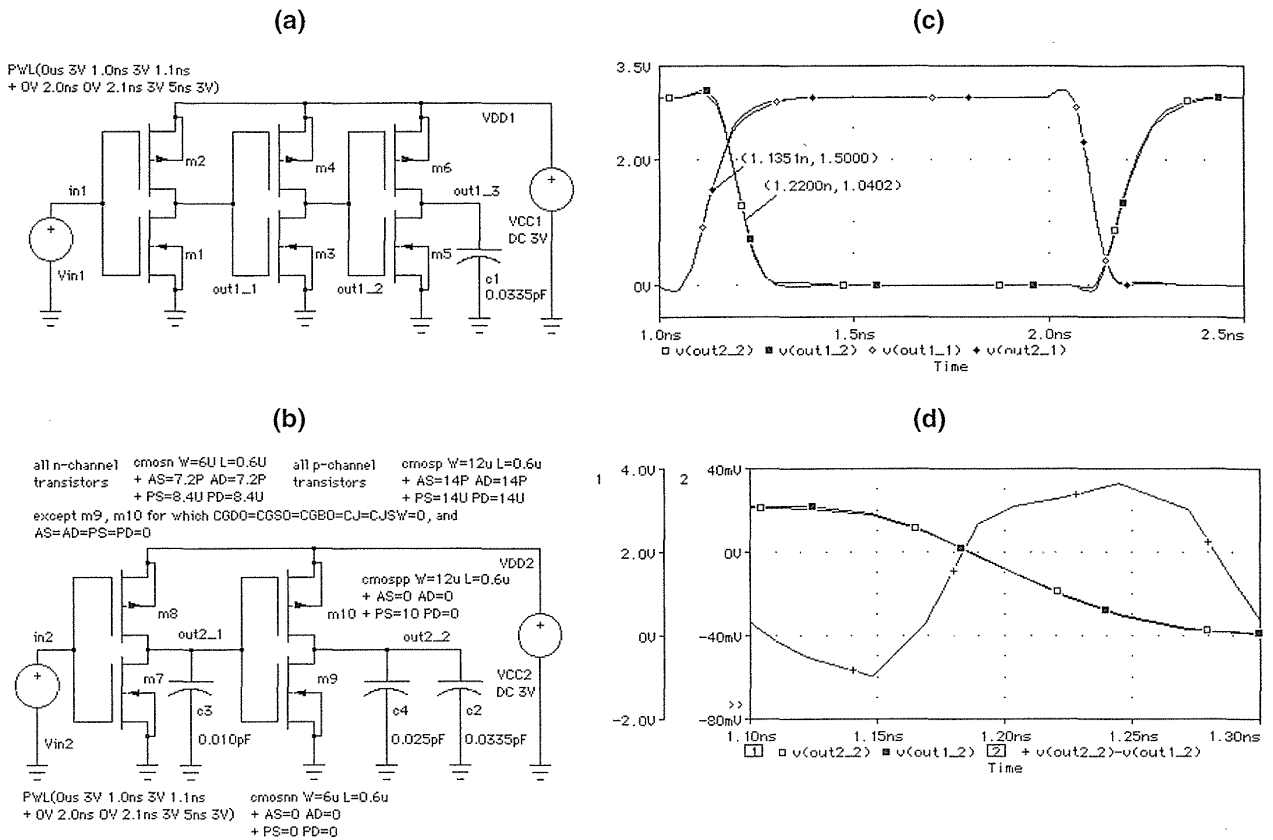 (a)
PWL(0us 3V 1.0ns 3V 1.1ns
+ 0V 2.0ns 0V 2.1ns 3V 5ns 3V)
VDD1
m2
m4
m6
in1
out1_3
VCC1
DC 3V
Vin1
m1
m3
m5
out1_1
out1_2
c1
0.0335pF
(c)
3.5V
2.0V
0V
(1.1351n,1.5000)
(1.2200n,1.0402)
1.0ns
1.5ns
2.0ns
2.5ns
v(out2_2) v(out1_2) v(out1_1) v(out2_1)
Time
(b)
all n-channel transistors
cmosn W=6U L=0.6U
+ AS=7.2P AD=7.2P
+ PS=8.4U PD=8.4U
all p-channel transistors
cmosp W=12u L=0.6u
+ AS=14P AD=14P
+ PS=14U PD=14U
except m9, m10 for which CGDO=CGSO=CGBO=CJ=CJSW=0, and
AS=AD=PS=PD=0
VDD2
cmospp W=12u L=0.6u
+ AS=0 AD=0
+ PS=10 PD=0
m8
m10
in2
out2_1
out2_2
VCC2
DC 3V
Vin2
m7
m9
c3
0.010pF
c4
0.025pF
c2
0.0335pF
PWL(0us 3V 1.0ns 3V 1.1ns
+ 0V 2.0ns 0V 2.1ns 3V 5ns 3V)
cmosnn W=6u L=0.6u
+ AS=0 AD=0
+ PS=0 PD=0
(d)
1
4.0V
2.0V
0V
-2.0V
2
40mV
0V
-40mV
-80mV
>>
1.10ns
1.15ns
1.20ns
1.25ns
1.30ns
1 v(out2_2) v(out1_2) 2 + v(out2_2)-v(out1_2)
Time